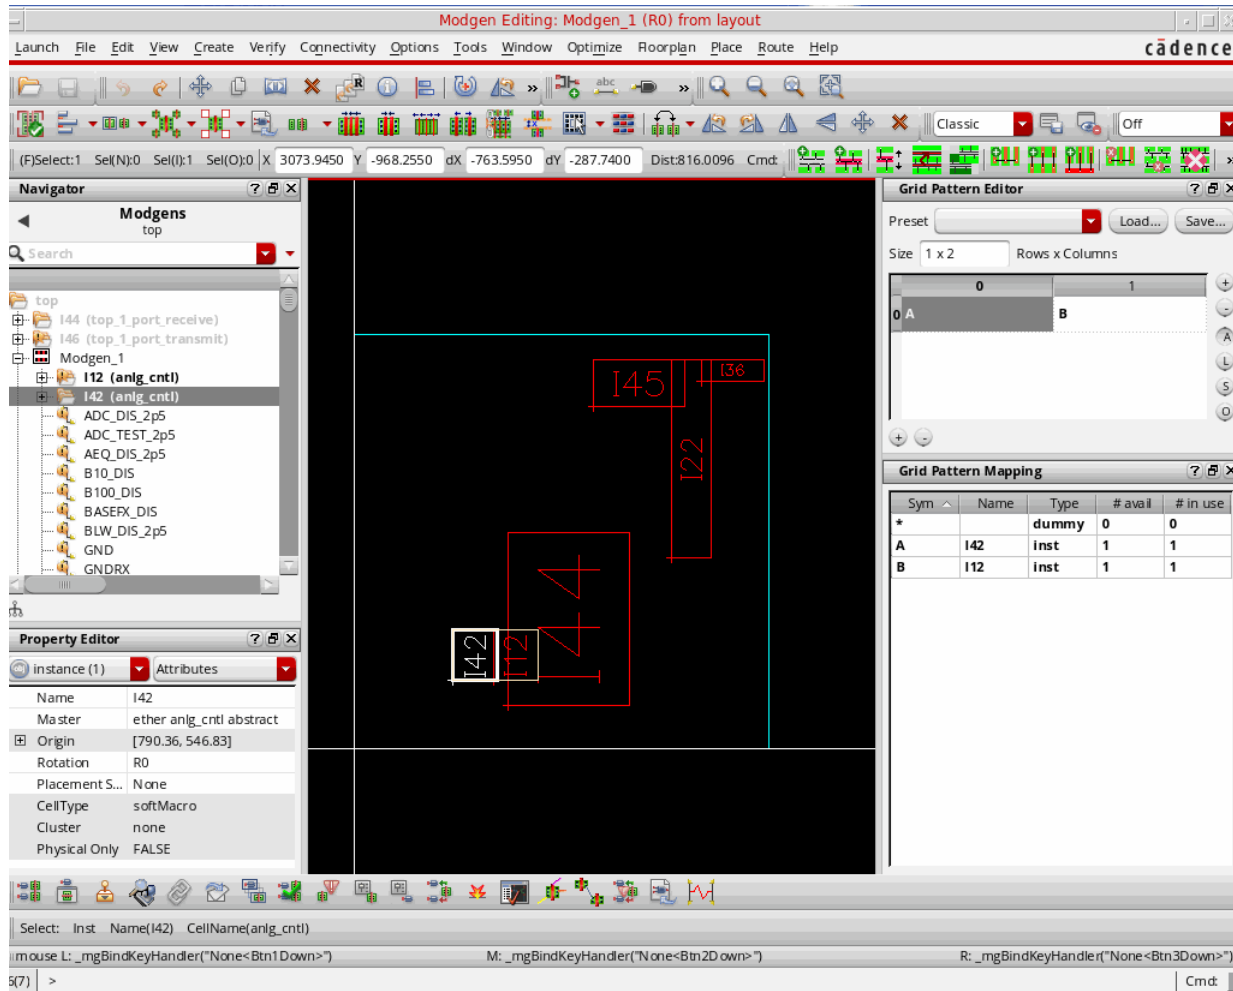 Modgen Editing: Modgen_1 (R0) from layout
Launch File Edit View Create Verify Connectivity Options Tools Window Optimize Floorplan Place Route Help cādence
R abc
Classic Off
(F)Select:1 Sel(N):0 Sel(I):1 Sel(O):0 X 3073.9450 Y -968.2550 dX -763.5950 dY -287.7400 Dist:816.0096 Cmd:
Navigator
Modgens
top
Search
top
I44 (top_1_port_receive)
I46 (top_1_port_transmit)
Modgen_1
I12 (anlg_cntl)
I42 (anlg_cntl)
ADC_DIS_2p5
ADC_TEST_2p5
AEQ_DIS_2p5
B10_DIS
B100_DIS
BASEFX_DIS
BLW_DIS_2p5
GND
GNDRX
Property Editor
instance (1) Attributes
Name I42
Master ether anlg_cntl abstract
Origin [790.36, 546.83]
Rotation R0
Placement S... None
CellType softMacro
Cluster none
Physical Only FALSE
I45
I36
I22
I44
I42
I12
Grid Pattern Editor
Preset Load... Save...
Size 1 x 2 Rows x Columns
0 1
0 A B
A
L
S
O
Grid Pattern Mapping
Sym Name Type # avail # in use
* dummy 0 0
A I42 inst 1 1
B I12 inst 1 1
Select: Inst Name(I42) CellName(anlg_cntl)
mouse L: _mgBindKeyHandler("None<Btn1Down>") M: _mgBindKeyHandler("None<Btn2Down>") R: _mgBindKeyHandler("None<Btn3Down>")
6(7) > Cmd: